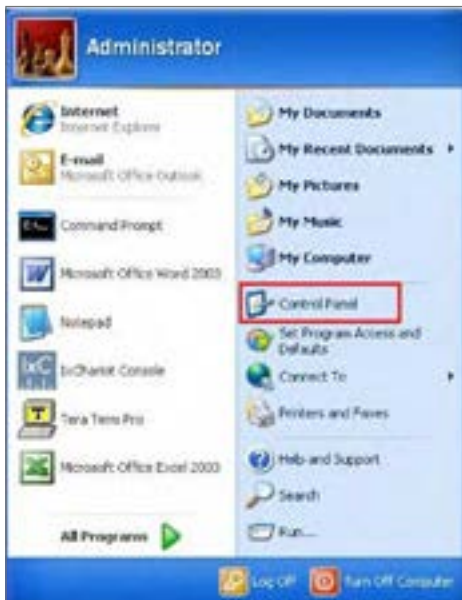 Administrator
Internet
Internet Explorer
E-mail
Microsoft Office Outlook
Command Prompt
Microsoft Office Word 2003
Notepad
IxChariot Console
Tera Term Pro
Microsoft Office Excel 2003
All Programs
My Documents
My Recent Documents
My Pictures
My Music
My Computer
Control Panel
Set Program Access and
Defaults
Connect To
Printers and Faxes
Help and Support
Search
Run...
Log Off
Turn Off Computer